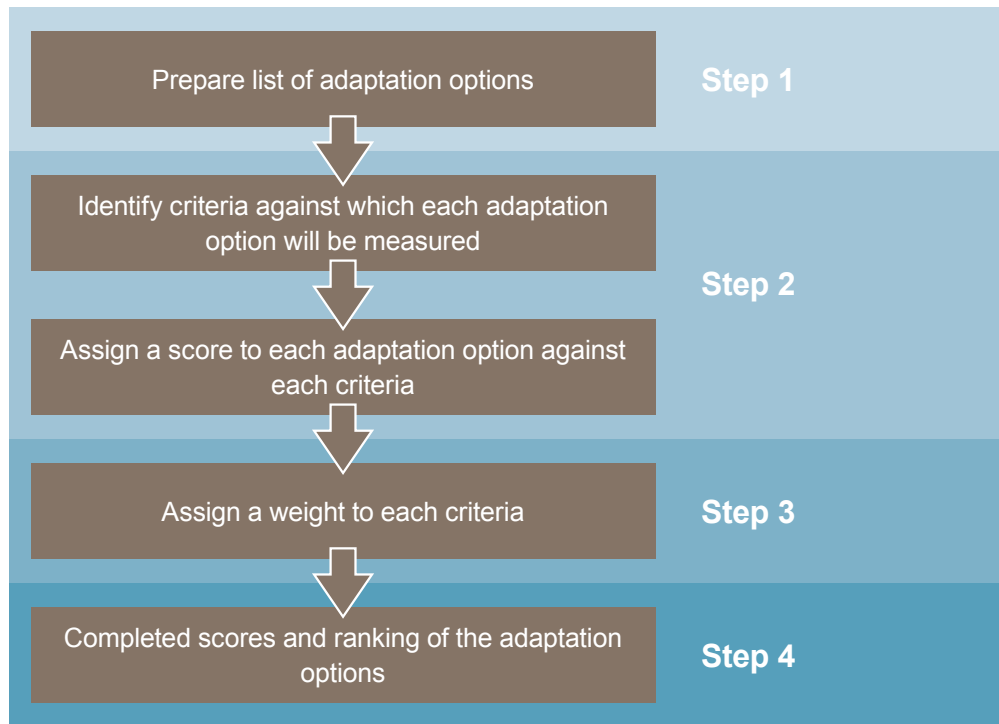 Prepare list of adaptation options
Step 1
Identify criteria against which each adaptation
option will be measured
Step 2
Assign a score to each adaptation option against
each criteria
Assign a weight to each criteria
Step 3
Completed scores and ranking of the adaptation
options
Step 4